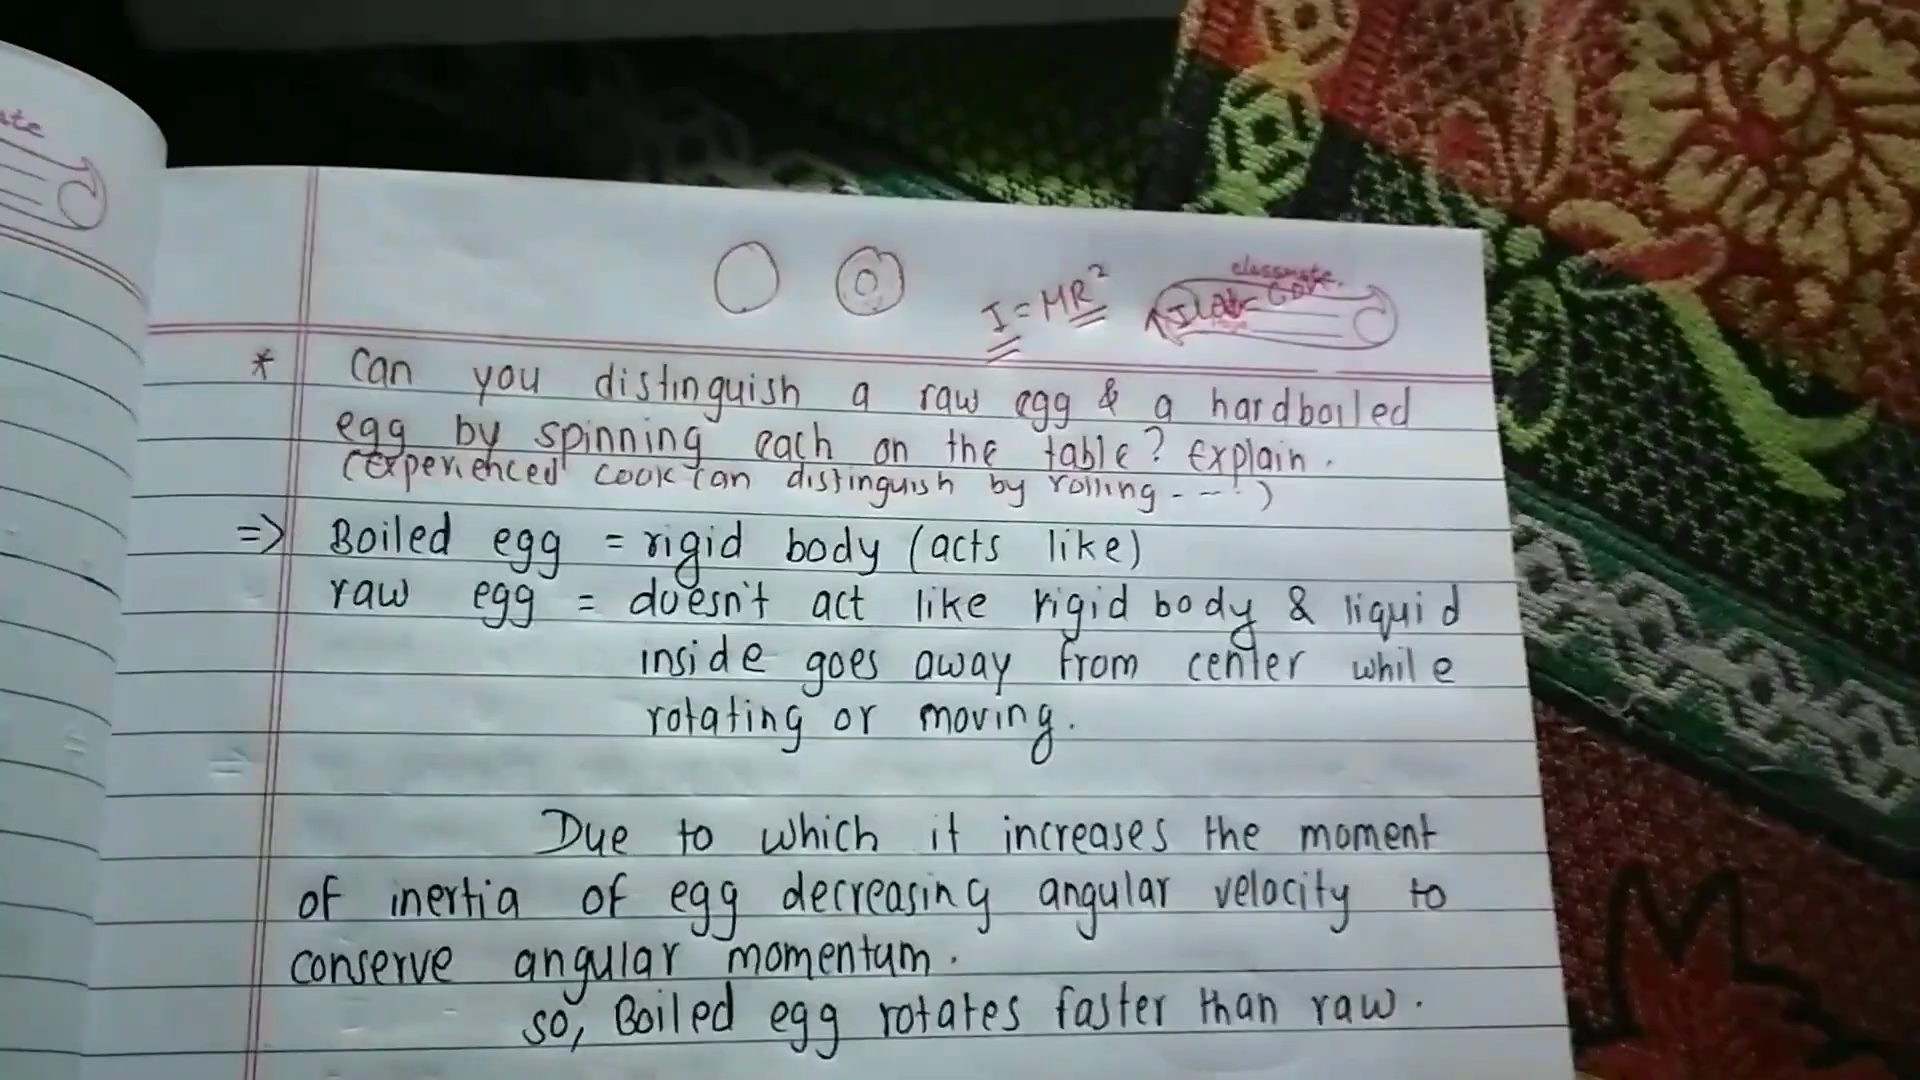 ate
I = MR²
classmate
* Can you distinguish a raw egg & a hardboiled
egg by spinning each on the table? Explain.
(Experienced cook can distinguish by rolling - - - )
=> Boiled egg = rigid body (acts like)
raw egg = doesn't act like rigid body & liquid
inside goes away from center while
rotating or moving.
Due to which it increases the moment
of inertia of egg decreasing angular velocity to
conserve angular momentum.
so, Boiled egg rotates faster than raw.